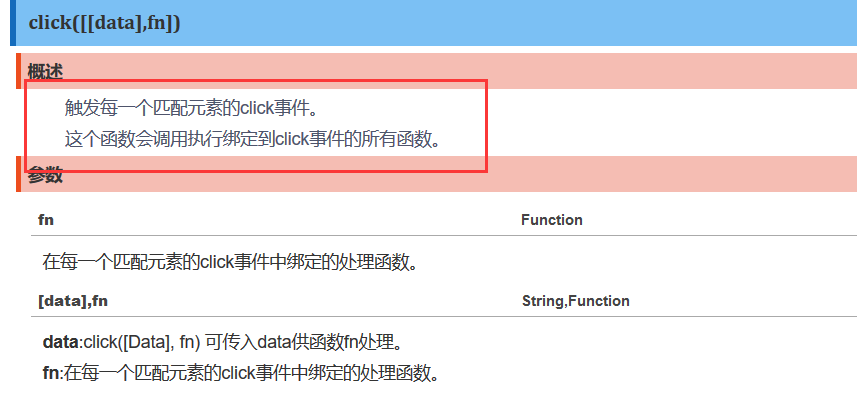 click([[data],fn])
概述
触发每一个匹配元素的click事件。
这个函数会调用执行绑定到click事件的所有函数。
参数
fn Function
在每一个匹配元素的click事件中绑定的处理函数。
[data],fn String,Function
data:click([Data], fn) 可传入data供函数fn处理。
fn:在每一个匹配元素的click事件中绑定的处理函数。